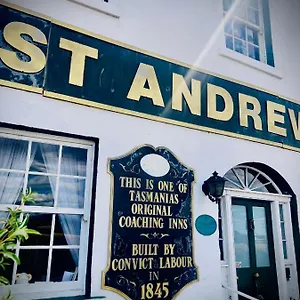 ST ANDREW
THIS IS ONE OF
TASMANIAS
ORIGINAL
COACHING INNS
BUILT BY
CONVICT LABOUR
IN
1845